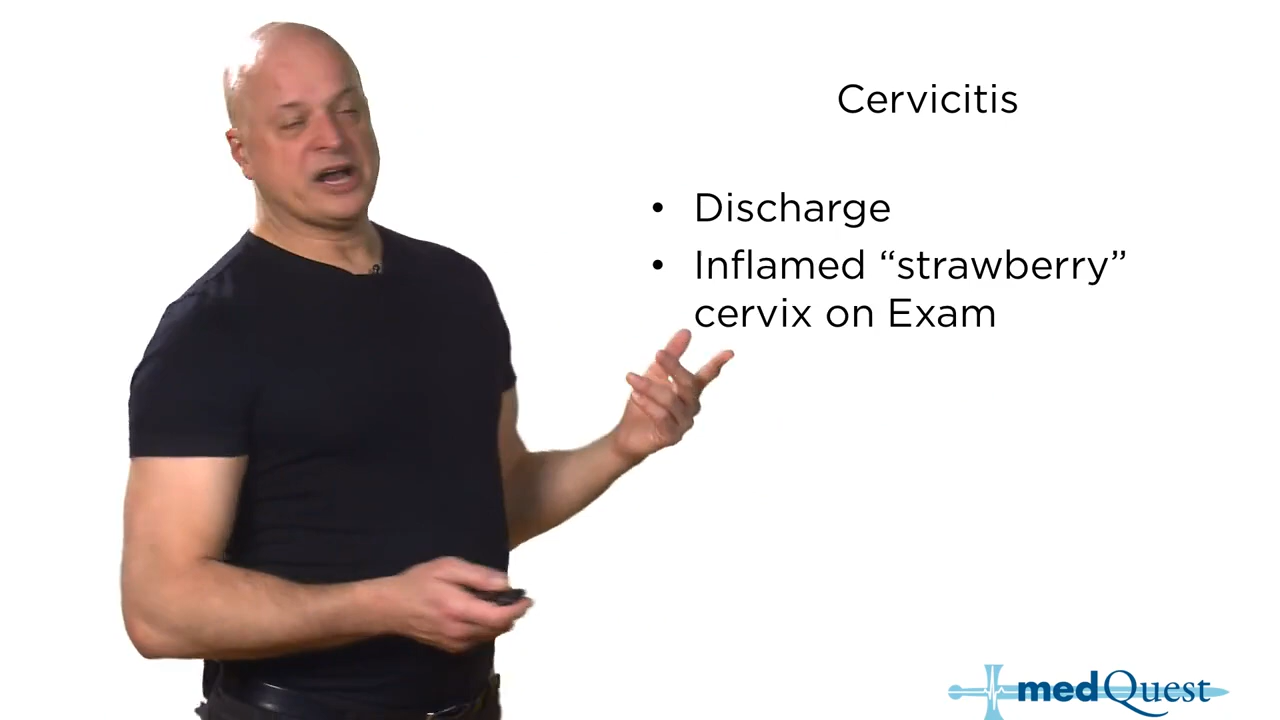 Cervicitis
• Discharge
• Inflamed “strawberry”
cervix on Exam
medQuest